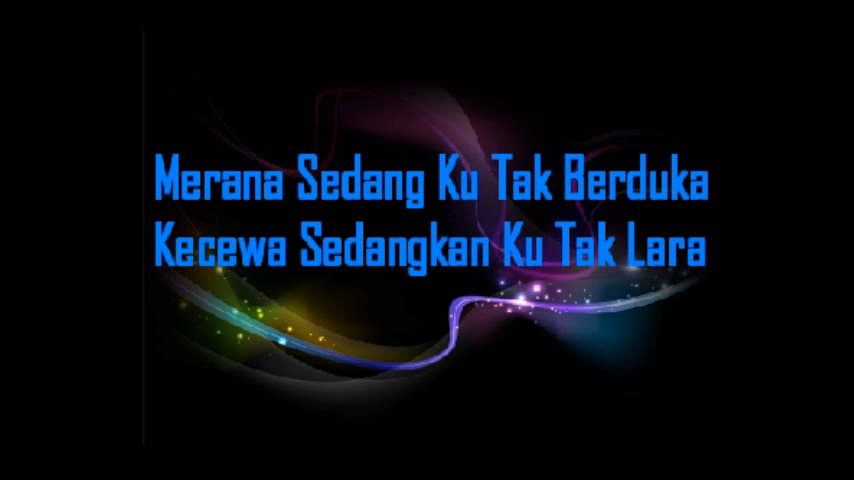 Merana Sedang Ku Tak Berduka
Kecewa Sedangkan Ku Tak Lara